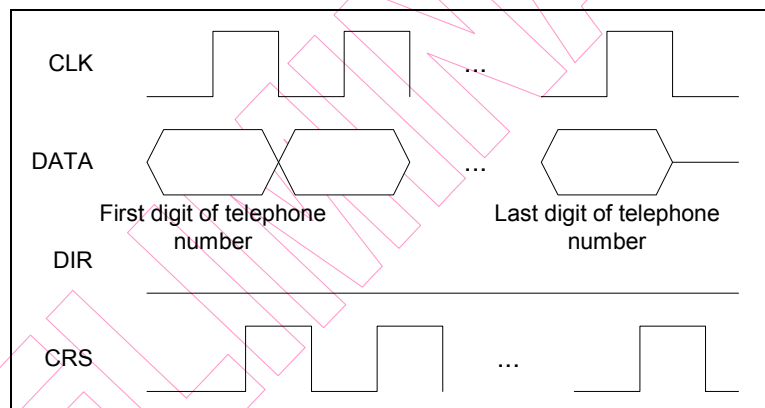 CLK
...
DATA
...
First digit of telephone
number
Last digit of telephone
number
DIR
CRS
...